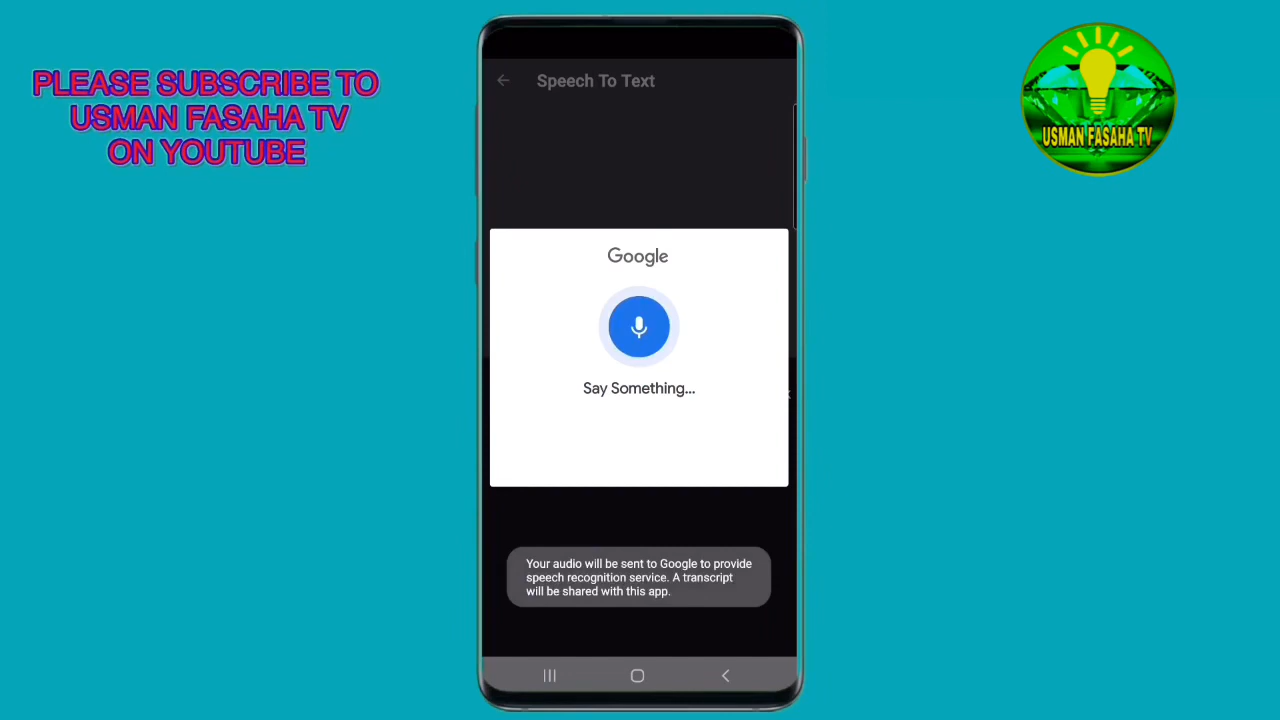 PLEASE SUBSCRIBE TO
USMAN FASAHA TV
ON YOUTUBE
USMAN FASAHA TV
Speech To Text
Google
Say Something...
Your audio will be sent to Google to provide
speech recognition service. A transcript
will be shared with this app.